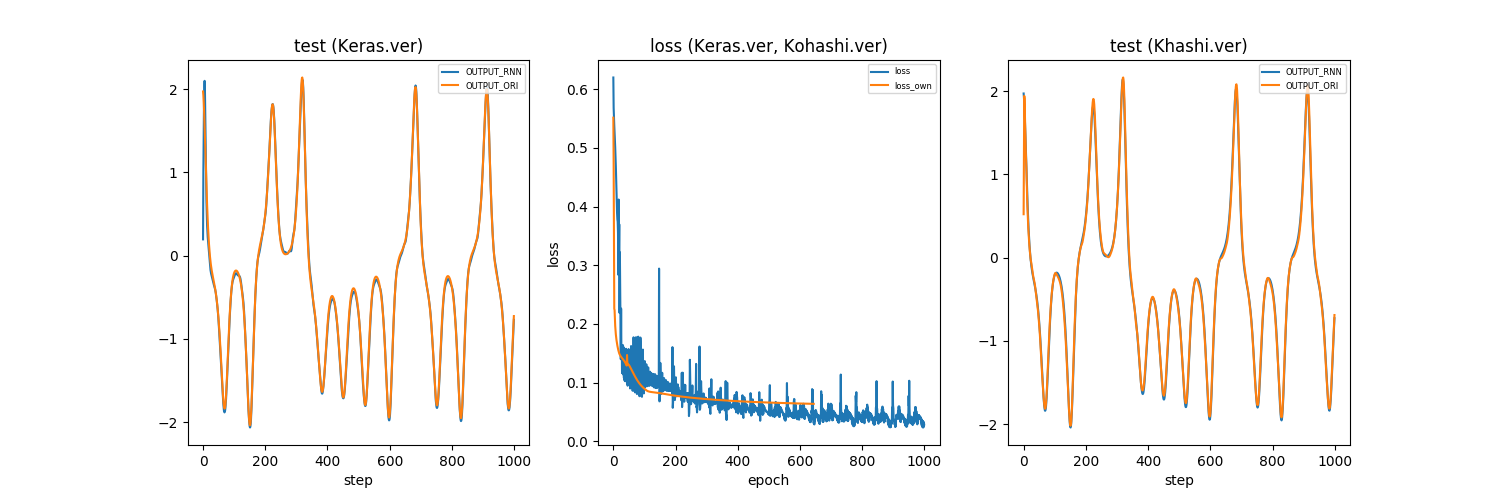 test (Keras.ver)
OUTPUT_RNN
OUTPUT_ORI
2
1
0
−1
−2
0 200 400 600 800 1000
step
loss (Keras.ver, Kohashi.ver)
loss
loss_own
0.6
0.5
0.4
0.3
0.2
0.1
0.0
loss
0 200 400 600 800 1000
epoch
test (Khashi.ver)
OUTPUT_RNN
OUTPUT_ORI
2
1
0
−1
−2
0 200 400 600 800 1000
step